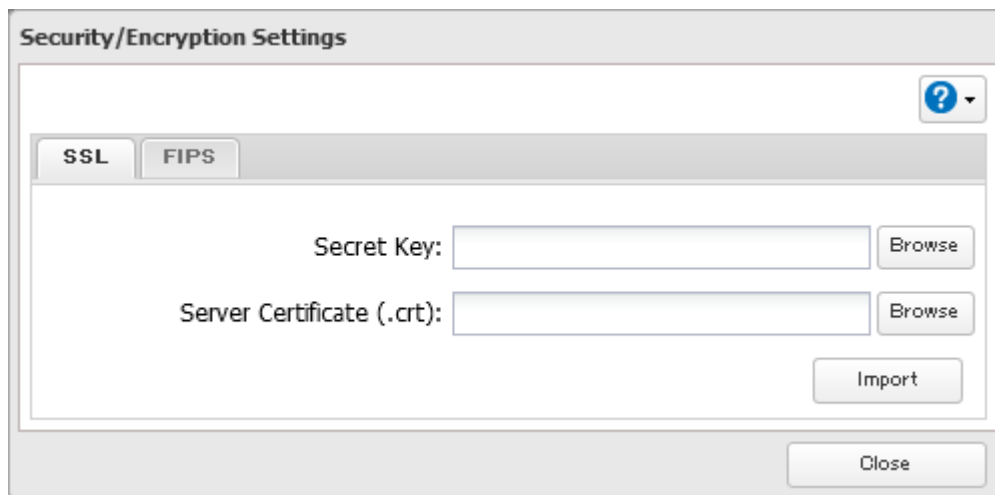 Security/Encryption Settings
?
SSL FIPS
Secret Key: Browse
Server Certificate (.crt): Browse
Import
Close